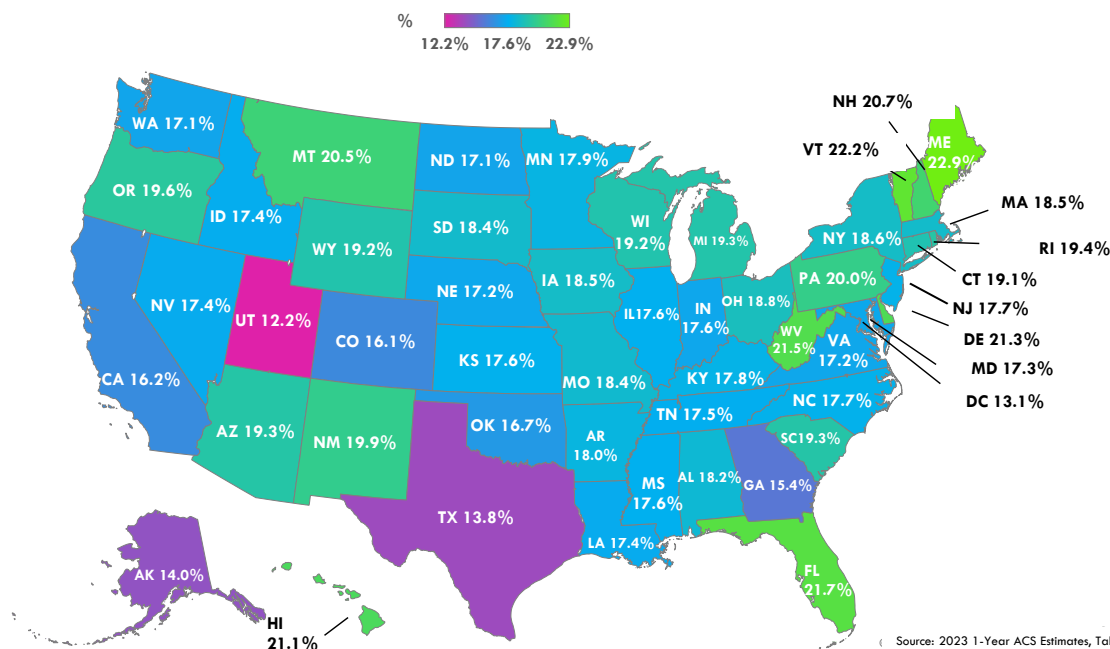 %
12.2% 17.6% 22.9%
NH 20.7%
VT 22.2%
ME
22.9%
WA 17.1%
MT 20.5%
ND 17.1%
MN 17.9%
OR 19.6%
ID 17.4%
WY 19.2%
SD 18.4%
WI
19.2%
MI 19.3%
NY 18.6%
MA 18.5%
RI 19.4%
CT 19.1%
NJ 17.7%
DE 21.3%
MD 17.3%
DC 13.1%
NV 17.4%
UT 12.2%
CO 16.1%
NE 17.2%
IA 18.5%
IL17.6%
IN
17.6%
OH 18.8%
PA 20.0%
WV
21.5%
VA
17.2%
CA 16.2%
KS 17.6%
MO 18.4%
KY 17.8%
NC 17.7%
TN 17.5%
AZ 19.3%
NM 19.9%
OK 16.7%
AR
18.0%
SC19.3%
MS
17.6%
AL 18.2%
GA 15.4%
TX 13.8%
LA 17.4%
FL
21.7%
AK 14.0%
HI
21.1%
( Source: 2023 1-Year ACS Estimates,